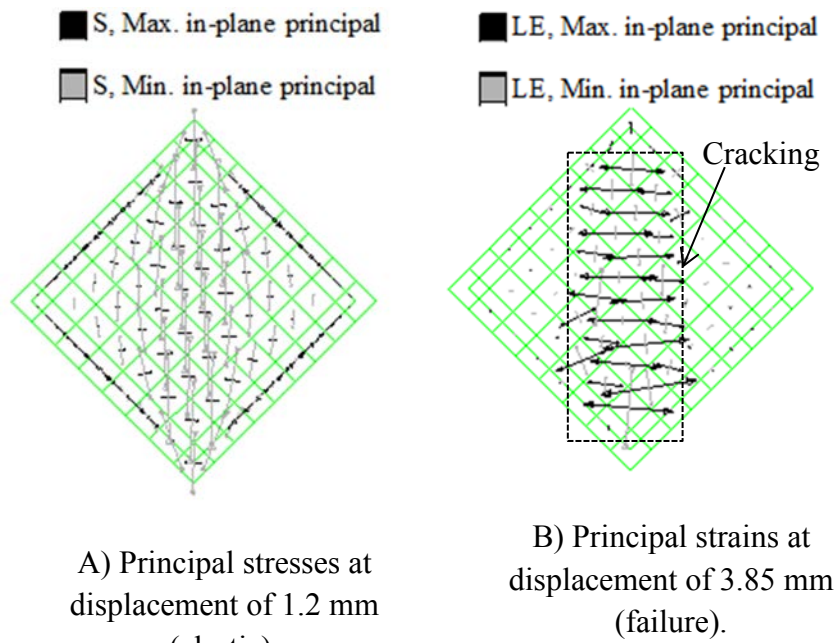 S, Max. in-plane principal
S, Min. in-plane principal
LE, Max. in-plane principal
LE, Min. in-plane principal
Cracking
A) Principal stresses at
displacement of 1.2 mm
B) Principal strains at
displacement of 3.85 mm
(failure).